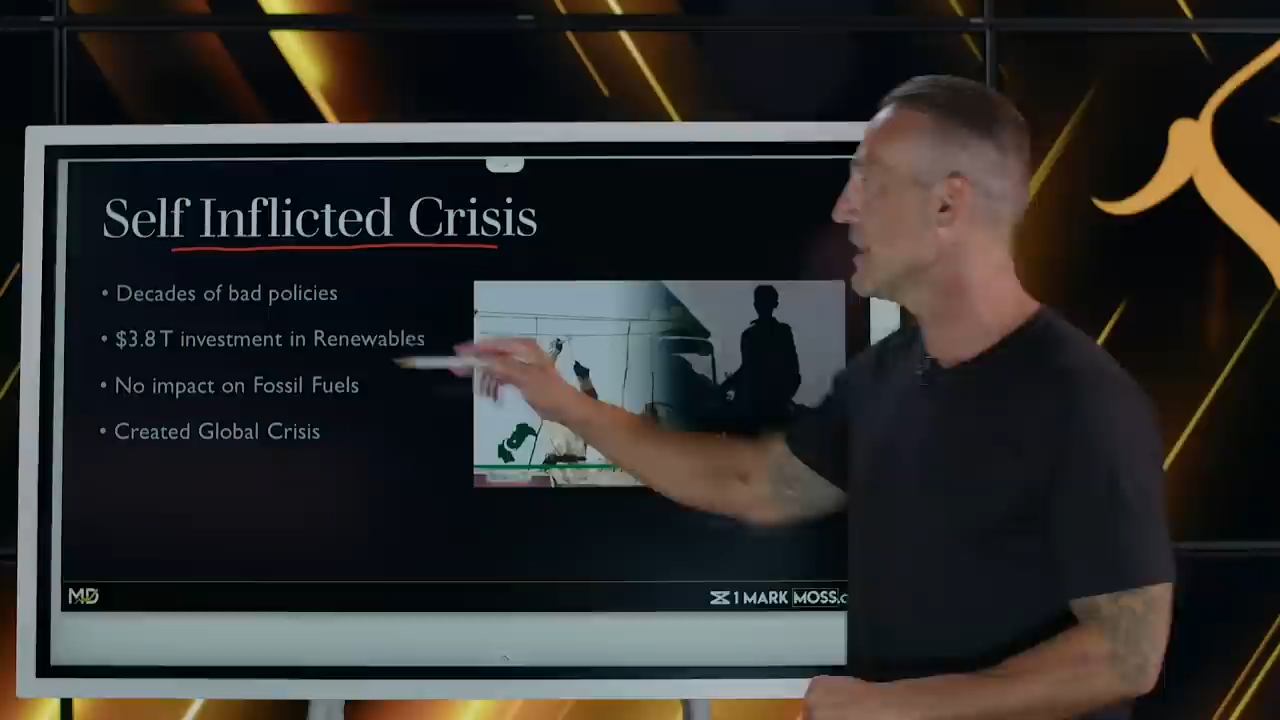 Self Inflicted Crisis
• Decades of bad policies
• $3.8T investment in Renewables
• No impact on Fossil Fuels
• Created Global Crisis
MD
1 MARK MOSS.c